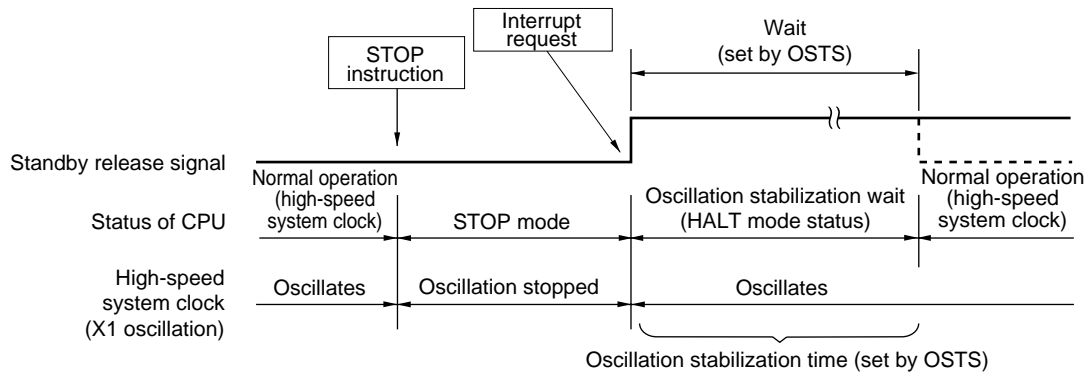 Interrupt
request
Wait
(set by OSTS)
STOP
instruction
Standby release signal
Normal operation
(high-speed
system clock)
Oscillation stabilization wait
(HALT mode status)
Normal operation
(high-speed
system clock)
Status of CPU
STOP mode
High-speed
system clock
(X1 oscillation)
Oscillates
Oscillation stopped
Oscillates
Oscillation stabilization time (set by OSTS)